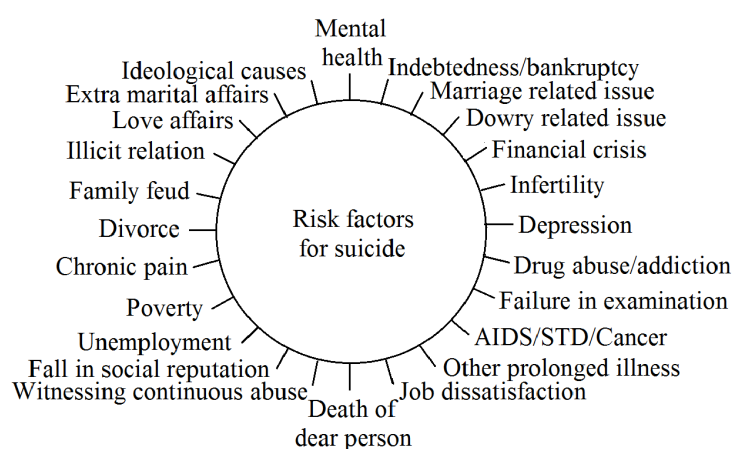 Mental
health
Indebtedness/bankruptcy
Marriage related issue
Dowry related issue
Financial crisis
Infertility
Depression
Drug abuse/addiction
Failure in examination
AIDS/STD/Cancer
Other prolonged illness
Job dissatisfaction
Death of
dear person
Witnessing continuous abuse
Fall in social reputation
Unemployment
Poverty
Chronic pain
Divorce
Family feud
Illicit relation
Love affairs
Extra marital affairs
Ideological causes
Risk factors
for suicide